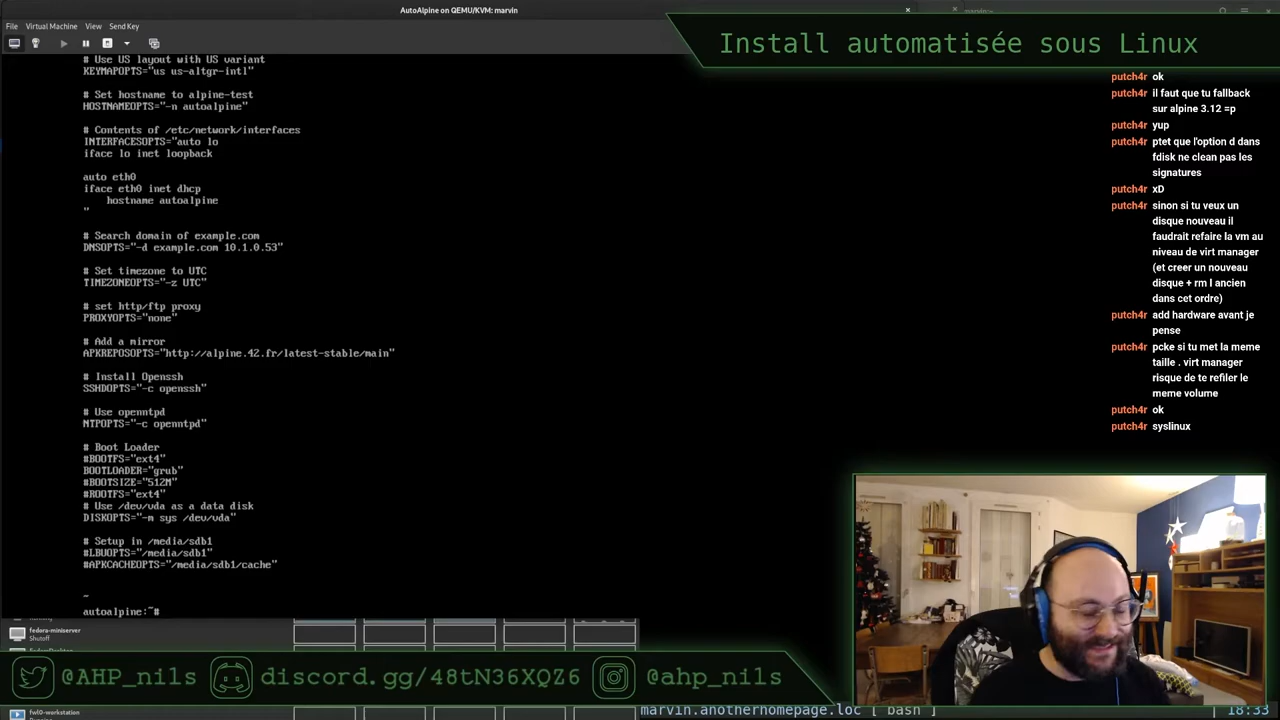 AutoAlpine on QEMU/KVM: marvin
File Virtual Machine View Send Key
Install automatisée sous Linux
# Use US layout with US variant
KEYMAPOPTS="us us-altgr-intl"
# Set hostname to alpine-test
HOSTNAMEOPTS="-n autoalpine"
# Contents of /etc/network/interfaces
INTERFACESOPTS="auto lo
iface lo inet loopback
auto eth0
iface eth0 inet dhcp
hostname autoalpine
"
# Search domain of example.com
DNSOPTS="-d example.com 10.1.0.53"
# Set timezone to UTC
TIMEZONEOPTS="-z UTC"
# set http/ftp proxy
PROXYOPTS="none"
# Add a mirror
APKREPOSOPTS="http://alpine.42.fr/latest-stable/main"
# Install Openssh
SSHDOPTS="-c openssh"
# Use openntpd
NTPOPTS="-c openntpd"
# Boot Loader
#BOOTFS="ext4"
BOOTLOADER="grub"
#BOOTSIZE="512M"
#ROOTFS="ext4"
# Use /dev/vda as a data disk
DISKOPTS="-m sys /dev/vda"
# Setup in /media/sdb1
#LBUOPTS="/media/sdb1"
#APKCACHEOPTS="/media/sdb1/cache"
~
autoalpine:~#
putch4r ok
putch4r il faut que tu fallback
sur alpine 3.12 =p
putch4r yup
putch4r ptet que l'option d dans
fdisk ne clean pas les
signatures
putch4r xD
putch4r sinon si tu veux un
disque nouveau il
faudrait refaire la vm au
niveau de virt manager
(et creer un nouveau
disque + rm l ancien
dans cet ordre)
putch4r add hardware avant je
pense
putch4r pcke si tu met la meme
taille . virt manager
risque de te refiler le
meme volume
putch4r ok
putch4r syslinux
fedora-miniserver
Shutoff
@AHP_nils discord.gg/48tN36XQZ6 @ahp_nils
fwl0-workstation
marvin.anotherhomepage.loc [ bash ] 18:33